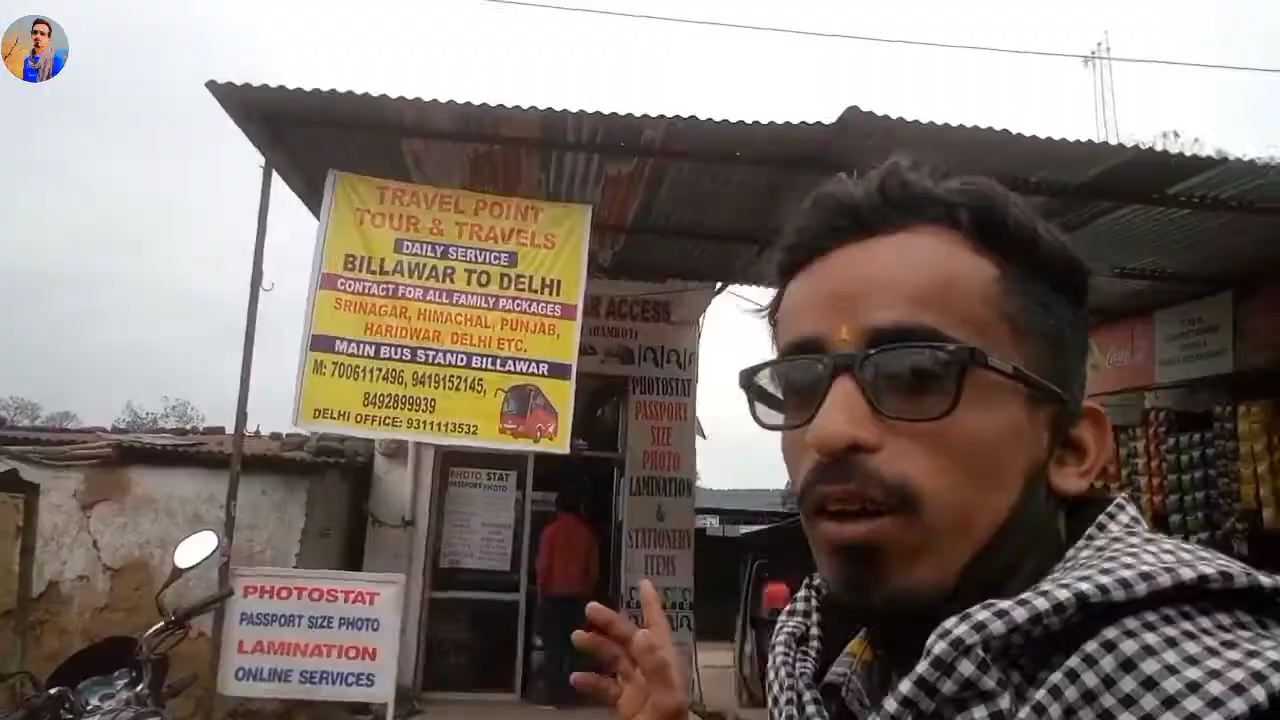 TRAVEL POINT
TOUR & TRAVELS
DAILY SERVICE
BILLAWAR TO DELHI
CONTACT FOR ALL FAMILY PACKAGES
SRINAGAR, HIMACHAL, PUNJAB,
HARIDWAR, DELHI ETC.
MAIN BUS STAND BILLAWAR
M: 7006117496, 9419152145,
8492899939
DELHI OFFICE: 9311113532
ACCESS
PHOTOSTAT
PASSPORT
SIZE
PHOTO
LAMINATION
&
STATIONERY
ITEMS
PHOTO STAT
PASSPORT PHOTO
PHOTOSTAT
PASSPORT SIZE PHOTO
LAMINATION
ONLINE SERVICES